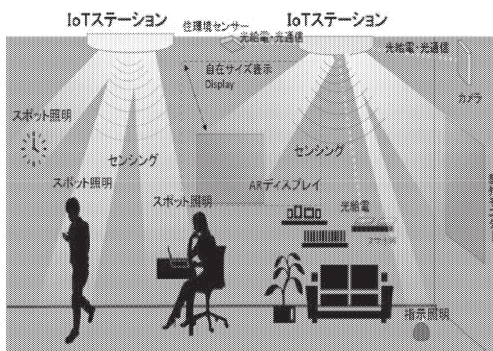 IoTステーション
住環境センサー
光給電・光通信
IoTステーション
光給電・光通信
自在サイズ表示
Display
カメラ
スポット照明
センシング
センシング
スポット照明
スポット照明
ARディスプレイ
光給電
指示照明